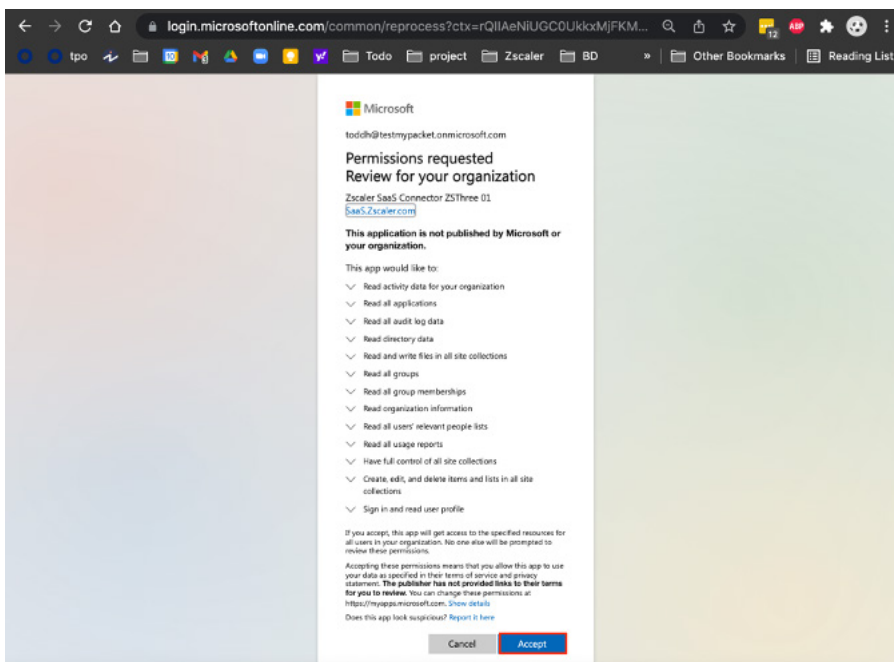 login.microsoftonline.com/common/reprocess?ctx=rQIIAeNiUGC0UkkxMjFKM...
12
ABP
tpo
10
Todo
project
Zscaler
BD
»
Other Bookmarks
Reading List
Microsoft
toddh@testmypacket.onmicrosoft.com
Permissions requested
Review for your organization
Zscaler SaaS Connector ZSThree 01
SaaS.Zscaler.com
This application is not published by Microsoft or
your organization.
This app would like to:
Read activity data for your organization
Read all applications
Read all audit log data
Read directory data
Read and write files in all site collections
Read all groups
Read all group memberships
Read organization information
Read all users' relevant people lists
Read all usage reports
Have full control of all site collections
Create, edit, and delete items and lists in all site
collections
Sign in and read user profile
If you accept, this app will get access to the specified resources for
all users in your organization. No one else will be prompted to
review these permissions.
Accepting these permissions means that you allow this app to use
your data as specified in their terms of service and privacy
statement. The publisher has not provided links to their terms
for you to review. You can change these permissions at
https://myapps.microsoft.com. Show details
Does this app look suspicious? Report it here
Cancel
Accept